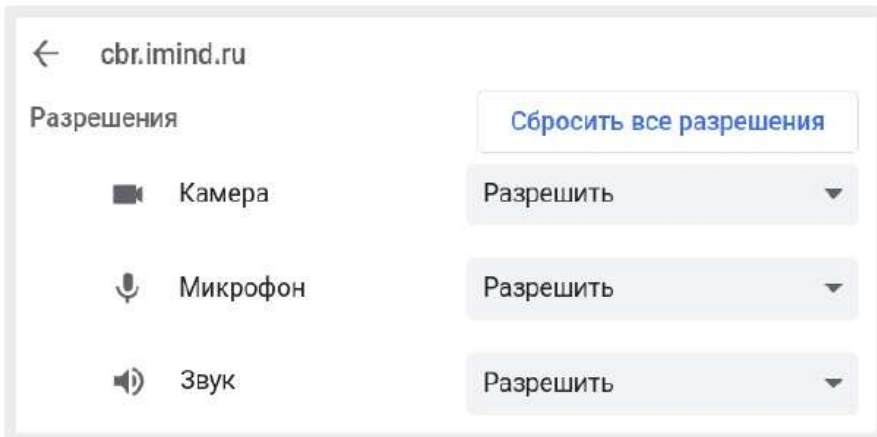 cbr.imind.ru
Разрешения
Сбросить все разрешения
Камера
Разрешить
Микрофон
Разрешить
Звук
Разрешить